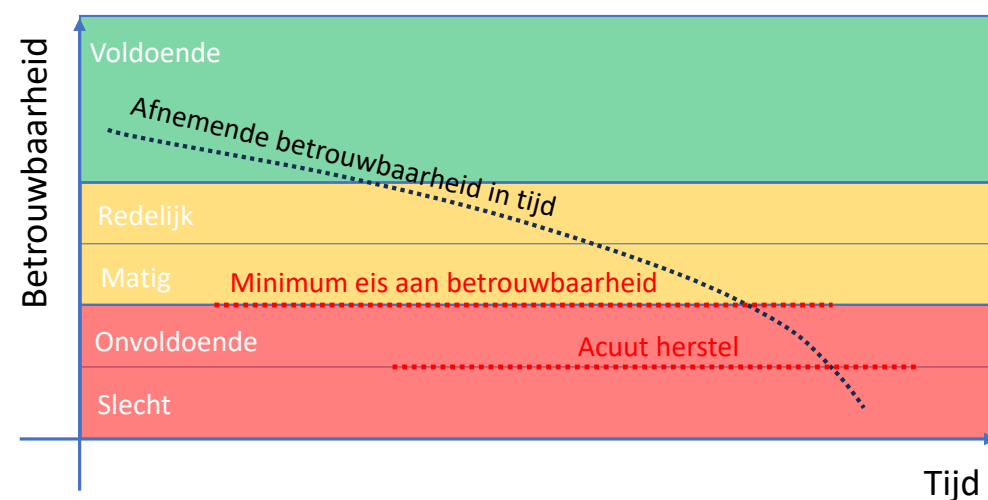 Betrouwbaarheid
Voldoende
Afnemende betrouwbaarheid in tijd
Redelijk
Matig
Minimum eis aan betrouwbaarheid
Onvoldoende
Acuut herstel
Slecht
Tijd